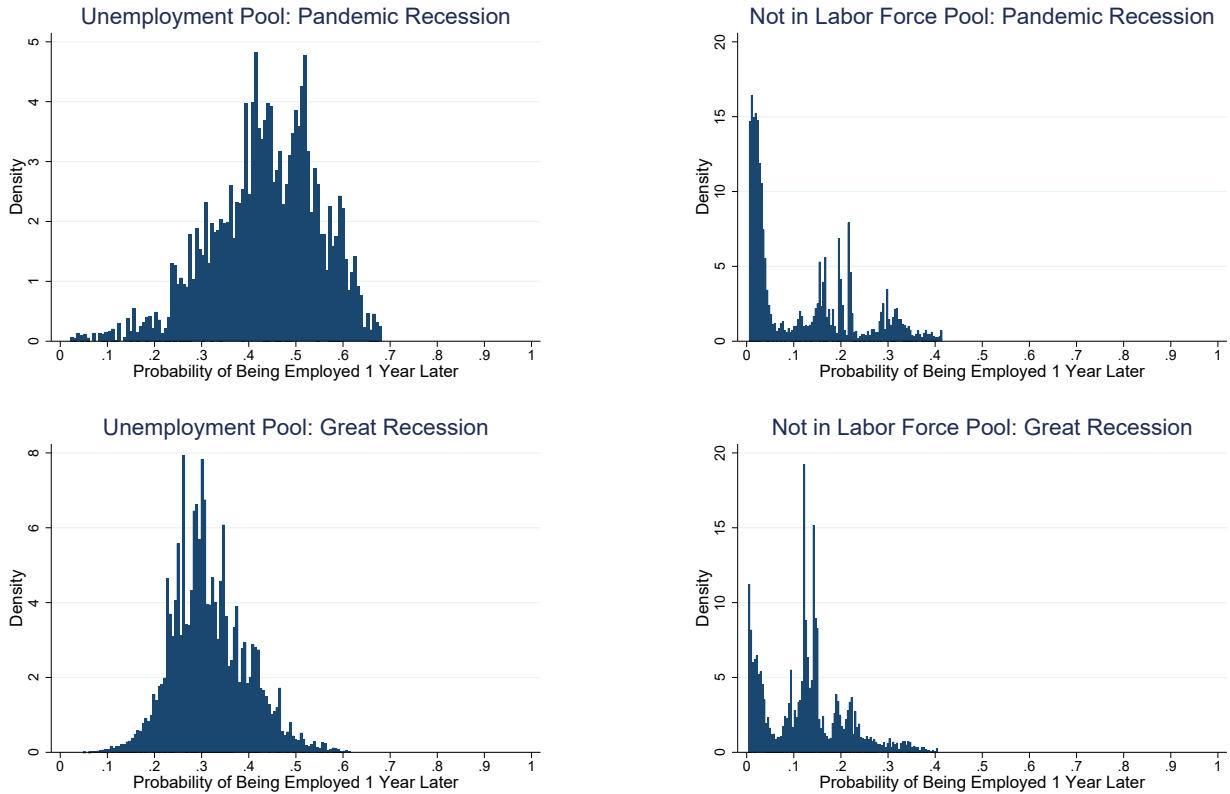 Unemployment Pool: Pandemic Recession
5
4
3
2
1
0
Density
0 .1 .2 .3 .4 .5 .6 .7 .8 .9 1
Probability of Being Employed 1 Year Later
Not in Labor Force Pool: Pandemic Recession
20
15
10
5
0
Density
0 .1 .2 .3 .4 .5 .6 .7 .8 .9 1
Probability of Being Employed 1 Year Later
Unemployment Pool: Great Recession
8
6
4
2
0
Density
0 .1 .2 .3 .4 .5 .6 .7 .8 .9 1
Probability of Being Employed 1 Year Later
Not in Labor Force Pool: Great Recession
20
15
10
5
0
Density
0 .1 .2 .3 .4 .5 .6 .7 .8 .9 1
Probability of Being Employed 1 Year Later